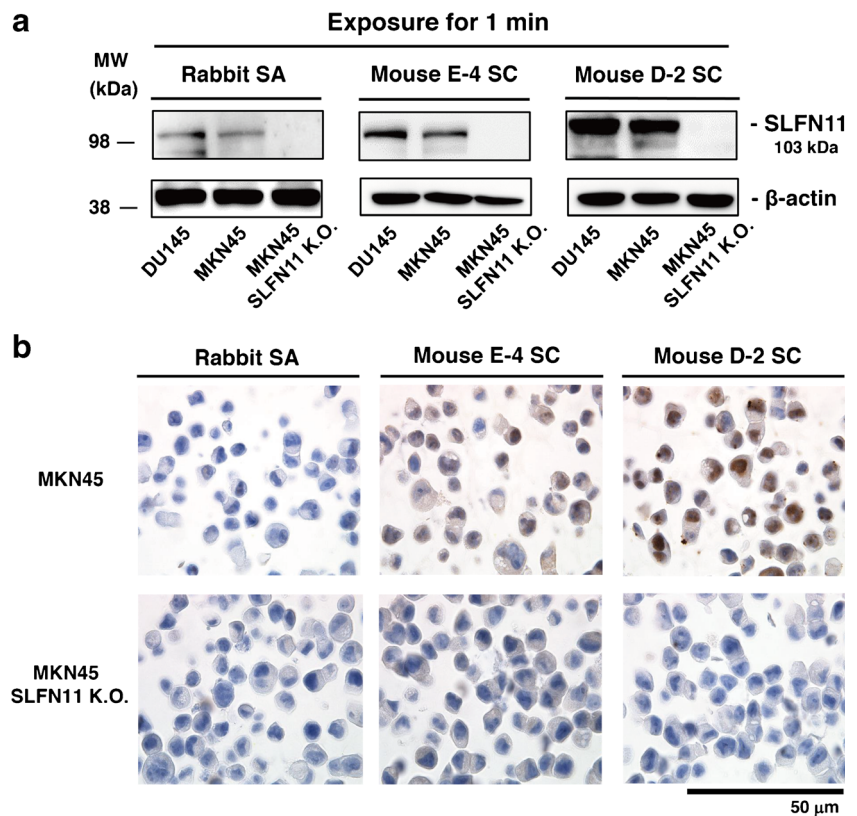 a
Exposure for 1 min
MW
(kDa)
Rabbit SA
Mouse E-4 SC
Mouse D-2 SC
98 —
- SLFN11
103 kDa
38 —
- β-actin
DU145
MKN45
MKN45
SLFN11 K.O.
DU145
MKN45
MKN45
SLFN11 K.O.
DU145
MKN45
MKN45
SLFN11 K.O.
b
Rabbit SA
Mouse E-4 SC
Mouse D-2 SC
MKN45
MKN45
SLFN11 K.O.
50 μm